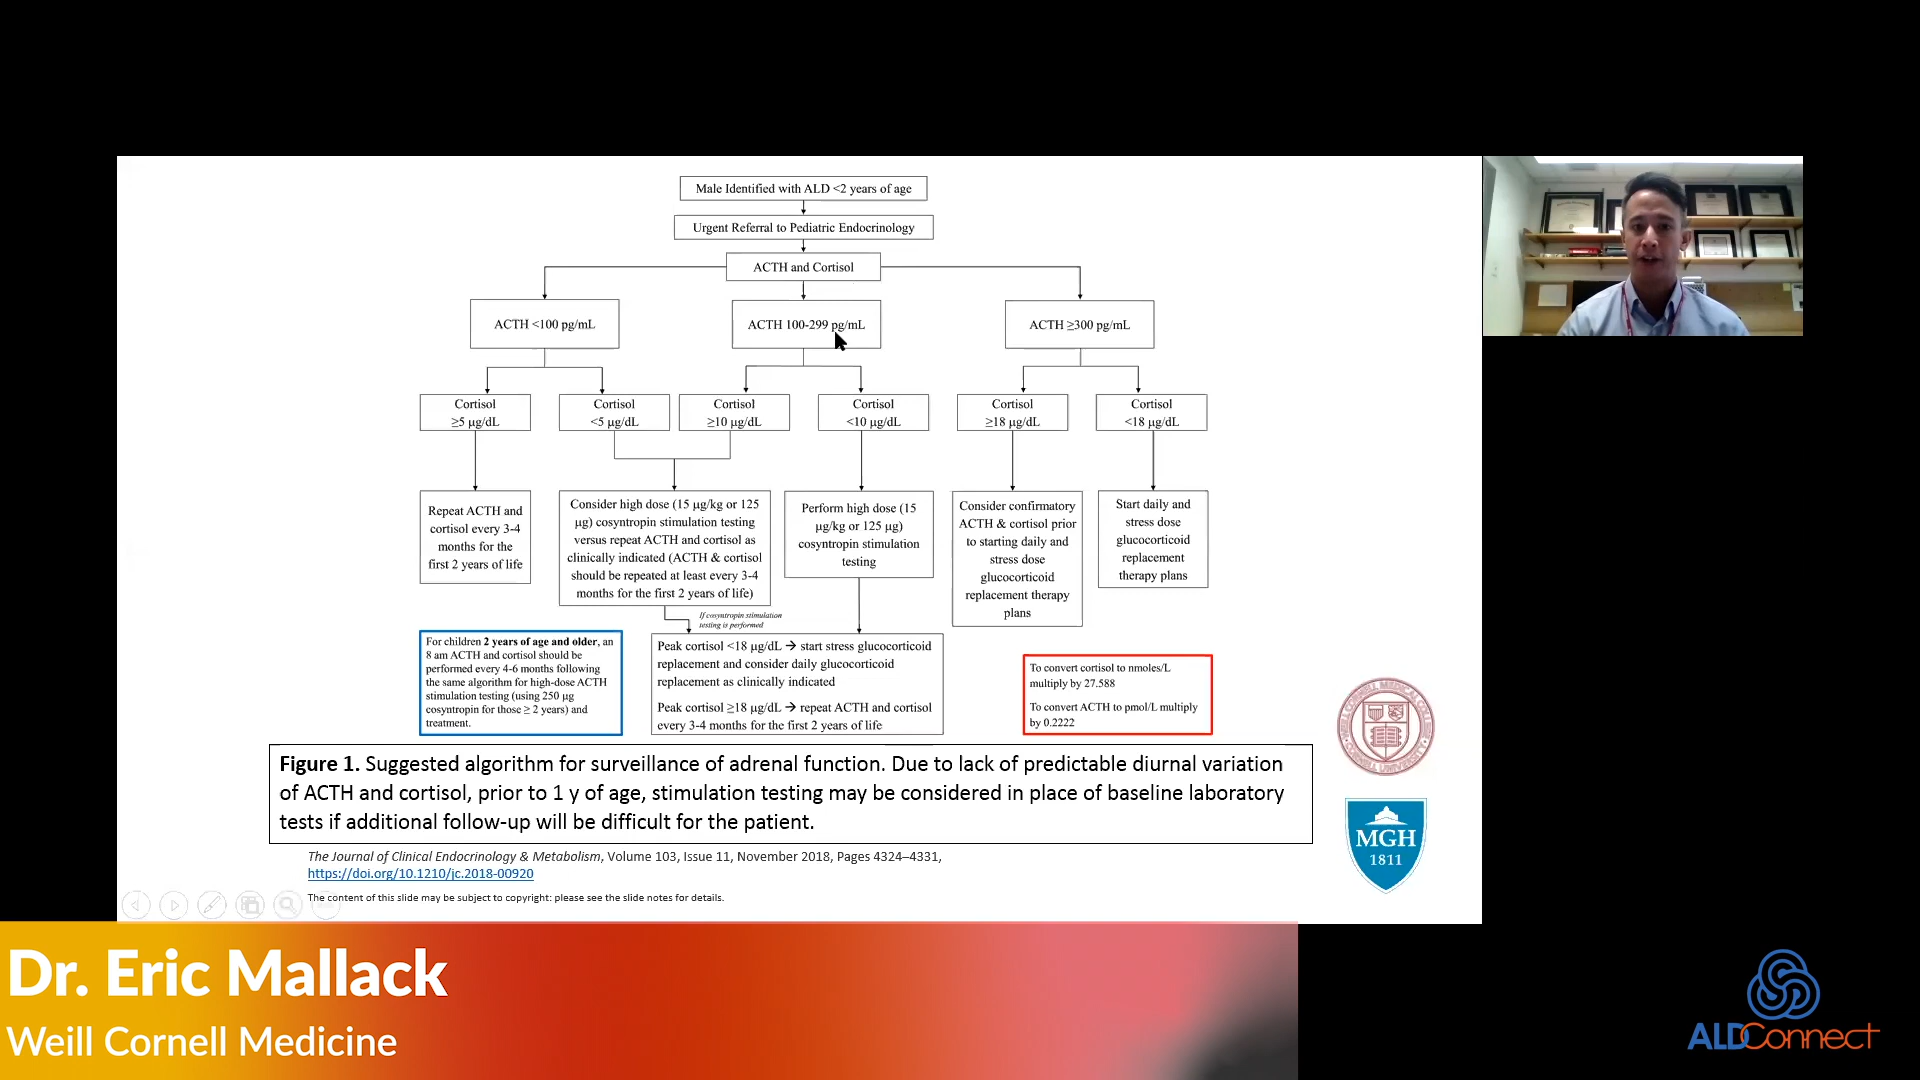 Male Identified with ALD <2 years of age
Urgent Referral to Pediatric Endocrinology
ACTH and Cortisol
ACTH <100 pg/mL
ACTH 100-299 pg/mL
ACTH ≥300 pg/mL
Cortisol
≥5 µg/dL
Cortisol
<5 µg/dL
Cortisol
≥10 µg/dL
Cortisol
<10 µg/dL
Cortisol
≥18 µg/dL
Cortisol
<18 µg/dL
Repeat ACTH and
cortisol every 3-4
months for the
first 2 years of life
Consider high dose (15 µg/kg or 125
µg) cosyntropin stimulation testing
versus repeat ACTH and cortisol as
clinically indicated (ACTH & cortisol
should be repeated at least every 3-4
months for the first 2 years of life)
Perform high dose (15
µg/kg or 125 µg)
cosyntropin stimulation
testing
Consider confirmatory
ACTH & cortisol prior
to starting daily and
stress dose
glucocorticoid
replacement therapy
plans
Start daily and
stress dose
glucocorticoid
replacement
therapy plans
If cosyntropin stimulation
testing is performed
For children 2 years of age and older, an
8 am ACTH and cortisol should be
performed every 4-6 months following
the same algorithm for high-dose ACTH
stimulation testing (using 250 µg
cosyntropin for those ≥ 2 years) and
treatment.
Peak cortisol <18 µg/dL → start stress glucocorticoid
replacement and consider daily glucocorticoid
replacement as clinically indicated
Peak cortisol ≥18 µg/dL → repeat ACTH and cortisol
every 3-4 months for the first 2 years of life
To convert cortisol to nmoles/L
multiply by 27.588
To convert ACTH to pmol/L multiply
by 0.2222
Figure 1. Suggested algorithm for surveillance of adrenal function. Due to lack of predictable diurnal variation
of ACTH and cortisol, prior to 1 y of age, stimulation testing may be considered in place of baseline laboratory
tests if additional follow-up will be difficult for the patient.
The Journal of Clinical Endocrinology & Metabolism, Volume 103, Issue 11, November 2018, Pages 4324–4331,
https://doi.org/10.1210/jc.2018-00920
The content of this slide may be subject to copyright: please see the slide notes for details.
MGH
1811
Dr. Eric Mallack
Weill Cornell Medicine
ALDConnect